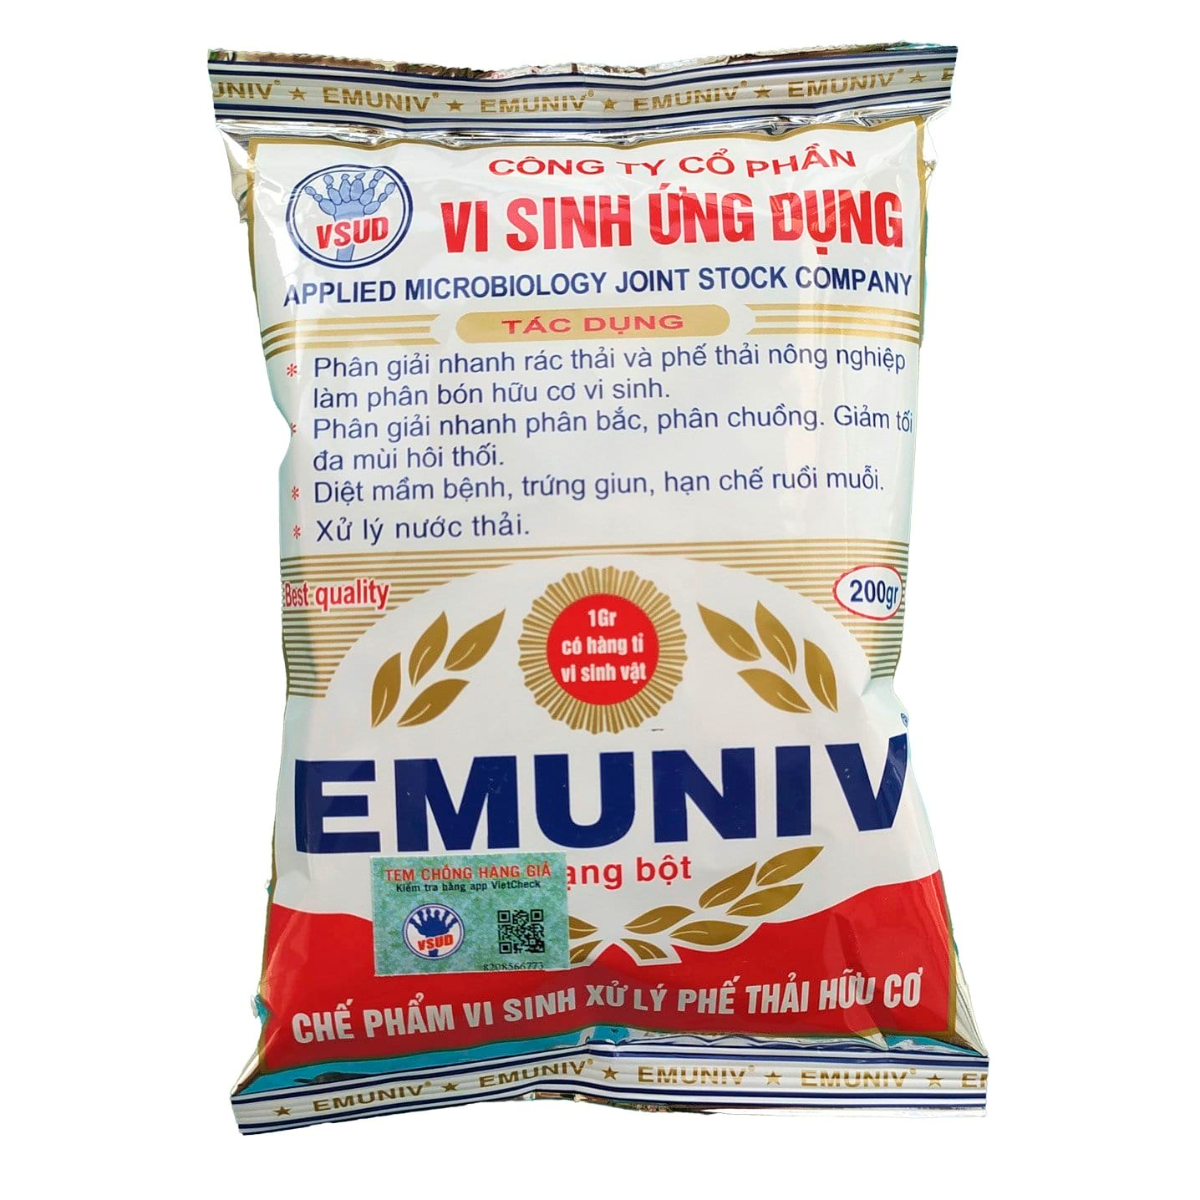 EMUNIV ★ EMUNIV ★ EMUNIV ★ EMUNIV
CÔNG TY CỔ PHẦN
VSUD
VI SINH ỨNG DỤNG
APPLIED MICROBIOLOGY JOINT STOCK COMPANY
TÁC DỤNG
* Phân giải nhanh rác thải và phế thải nông nghiệp
làm phân bón hữu cơ vi sinh.
* Phân giải nhanh phân bắc, phân chuồng. Giảm tối
đa mùi hôi thối.
* Diệt mầm bệnh, trứng giun, hạn chế ruồi muỗi.
* Xử lý nước thải.
Best quality
200gr
1Gr
có hàng tỉ
vi sinh vật
EMUNIV
ạng bột
TEM CHỐNG HÀNG GIẢ
Kiểm tra bằng app VietCheck
VSUD
8208566773
CHẾ PHẨM VI SINH XỬ LÝ PHẾ THẢI HỮU CƠ
★ EMUNIV® ★ EMUNIV® ★ EMUNIV® ★ EMUNIV® ★